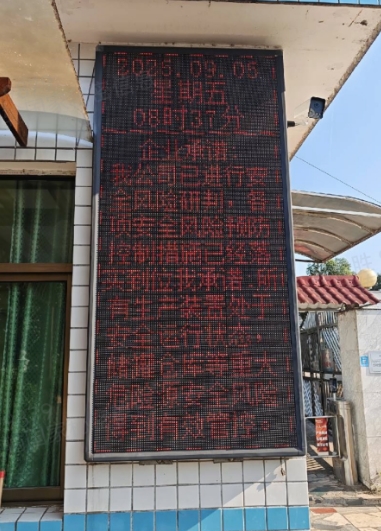 2025.09.05
星期五
08时37分
企业承诺
我公司已进行安
全风险研判,各
项安全风险预防
控制措施已经落
实到位我承诺,所
有生产装置处于
安全运行状态,
储罐仓库等重大
危险源安全风险
得到有效管控。